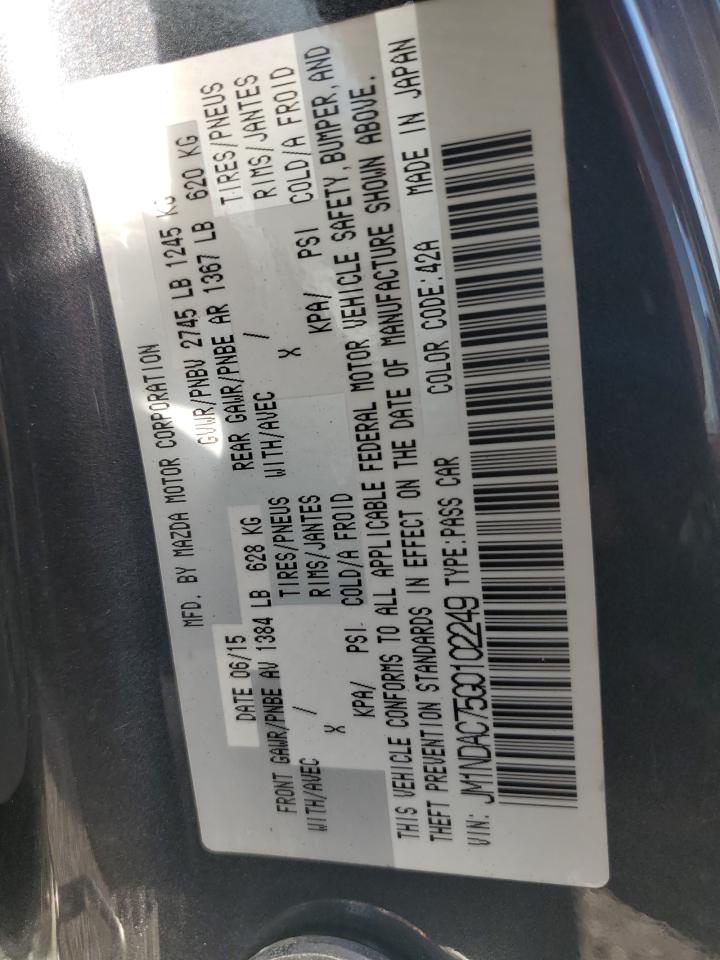 MFD. BY MAZDA MOTOR CORPORATION
DATE 06/15 GVWR/PNBV 2745 LB 1245 KG
FRONT GAWR/PNBE AV 1384 LB 628 KG REAR GAWR/PNBE AR 1367 LB 620 KG
WITH/AVEC / TIRES/PNEUS WITH/AVEC / TIRES/PNEUS
X RIMS/JANTES X RIMS/JANTES
KPA/ PSI COLD/A FROID KPA/ PSI COLD/A FROID
THIS VEHICLE CONFORMS TO ALL APPLICABLE FEDERAL MOTOR VEHICLE SAFETY, BUMPER, AND
THEFT PREVENTION STANDARDS IN EFFECT ON THE DATE OF MANUFACTURE SHOWN ABOVE.
VIN: JM1NDAC75G0102249 TYPE:PASS CAR COLOR CODE:42A MADE IN JAPAN